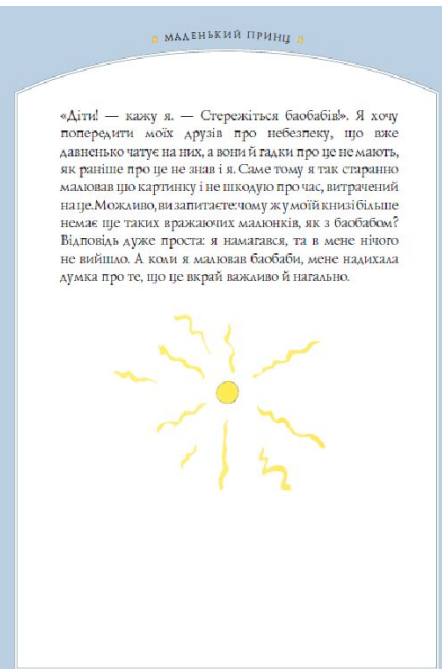 МАЛЕНЬКИЙ ПРИНЦ
«Діти! — кажу я. — Стережіться баобабів!». Я хочу
попередити моїх друзів про небезпеку, що вже
давненько чатує на них, а вони й гадки про це не мають,
як раніше про це не знав і я. Саме тому я так старанно
малював цю картинку і не шкодую про час, витрачений
на це. Можливо, ви запитаєте: чому ж у моїй книзі більше
немає ще таких вражаючих малюнків, як з баобабом?
Відповідь дуже проста: я намагався, та в мене нічого
не вийшло. А коли я малював баобаби, мене надихала
думка про те, що це вкрай важливо й нагально.